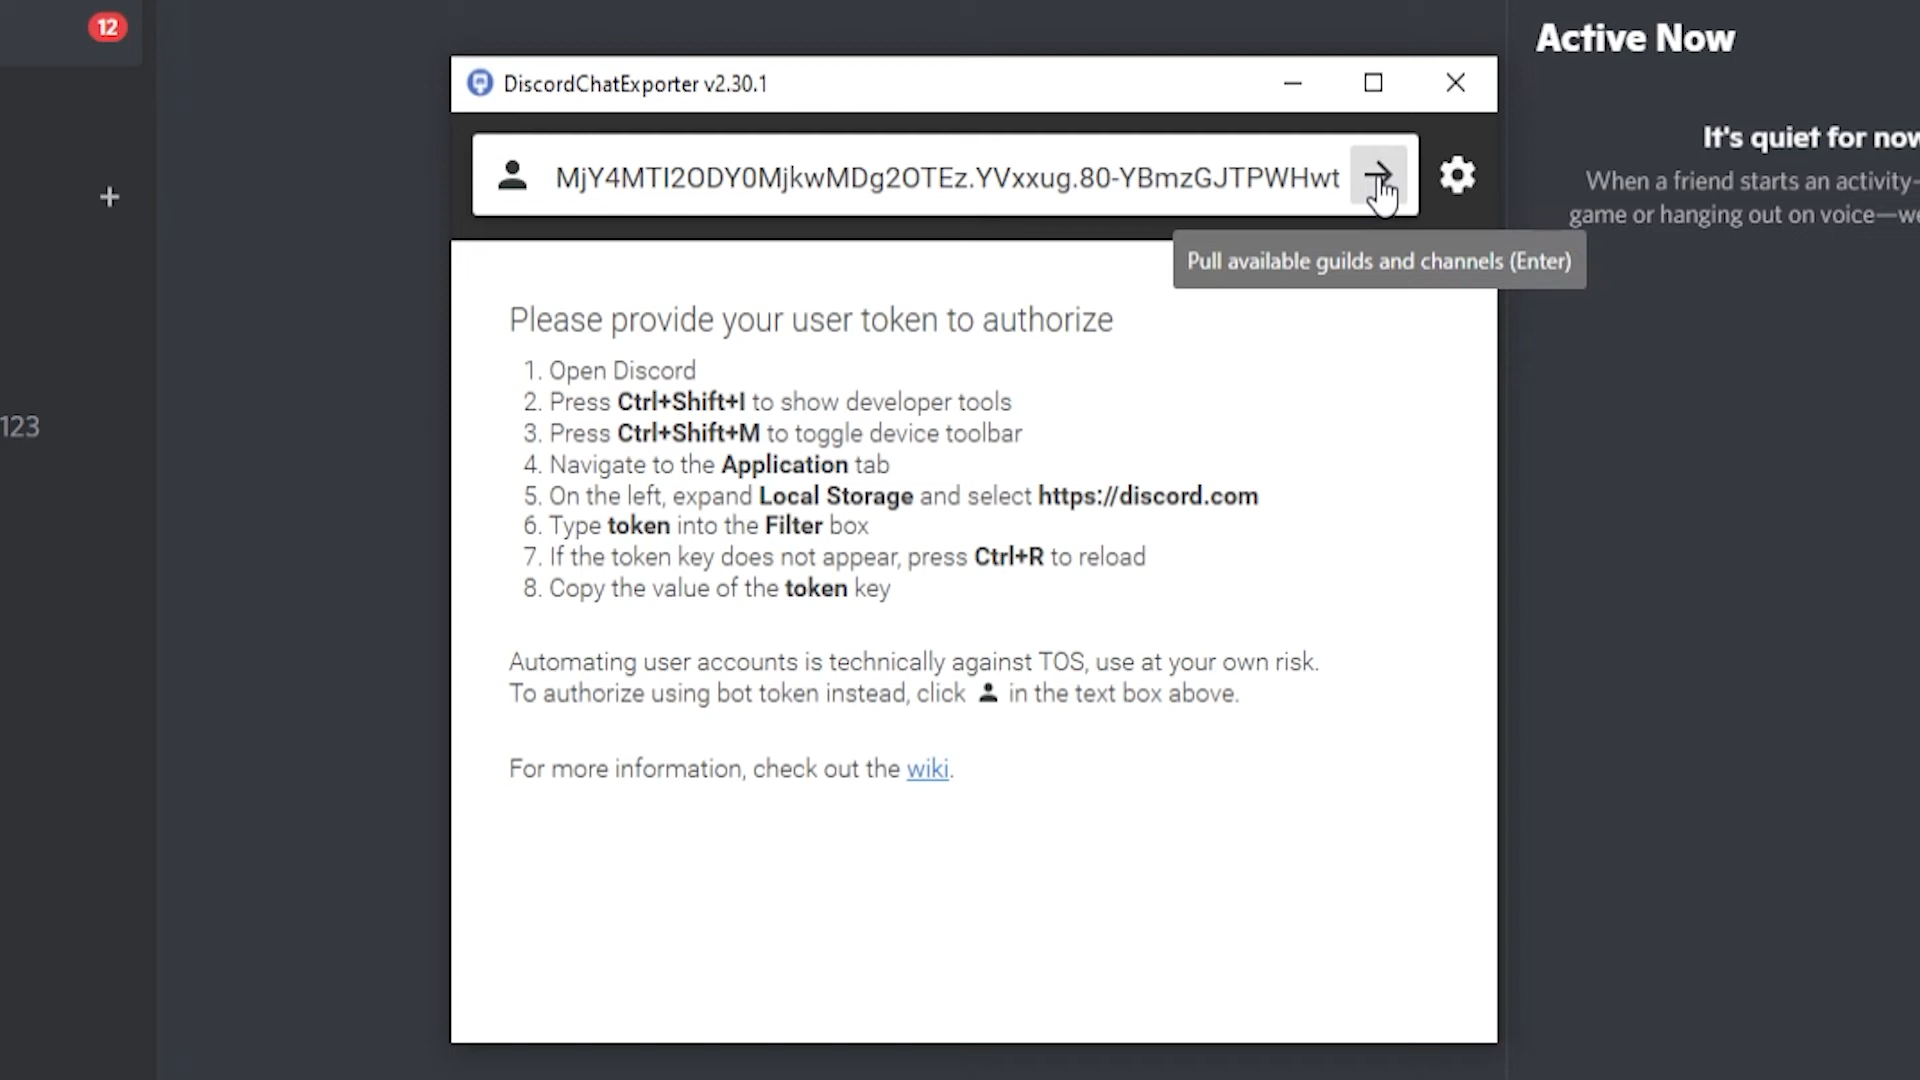 12
Active Now
DiscordChatExporter v2.30.1
It's quiet for now
MjY4MTI2ODY0MjkwMDg2OTEz.YVxxug.80-YBmzGJTPWHwt
When a friend starts an activity—
game or hanging out on voice—we
Pull available guilds and channels (Enter)
Please provide your user token to authorize
1. Open Discord
2. Press Ctrl+Shift+I to show developer tools
3. Press Ctrl+Shift+M to toggle device toolbar
123
4. Navigate to the Application tab
5. On the left, expand Local Storage and select https://discord.com
6. Type token into the Filter box
7. If the token key does not appear, press Ctrl+R to reload
8. Copy the value of the token key
Automating user accounts is technically against TOS, use at your own risk.
To authorize using bot token instead, click in the text box above.
For more information, check out the wiki.